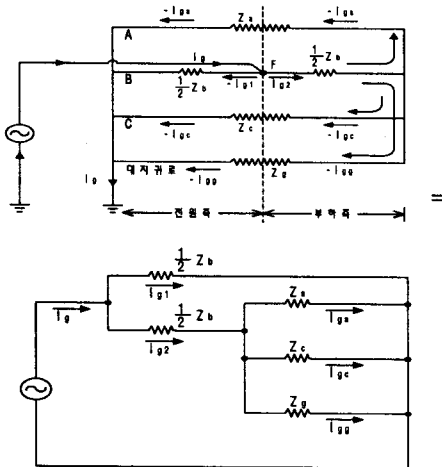 -Iga Za -Iga
A
Ig F 1/2 Zb
B
1/2 Zb -Ig1 Ig2
C -Igc Zc -Igc
대지귀로 -Igg Zg -Igg
Ig
전원측 부하측
=
1/2 Zb
Ig Ig1
1/2 Zb Za
Ig2 Iga
Zc
Igc
Zg
Igg